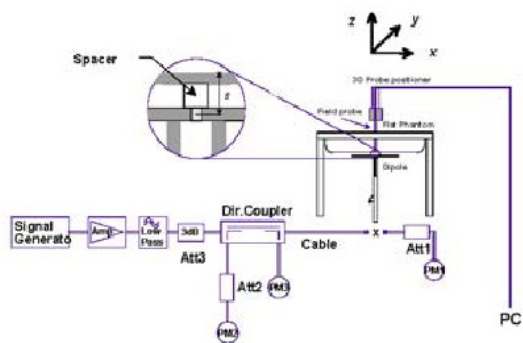 z
y
x
Spacer
3D Probe positioner
s
Field probe
Flat Phantom
Dipole
Dir.Coupler
Signal
Generato
Amp
Low
Pass
3dB
Cable
x
Att1
Att3
Att2
PM3
PM1
PM2
PC